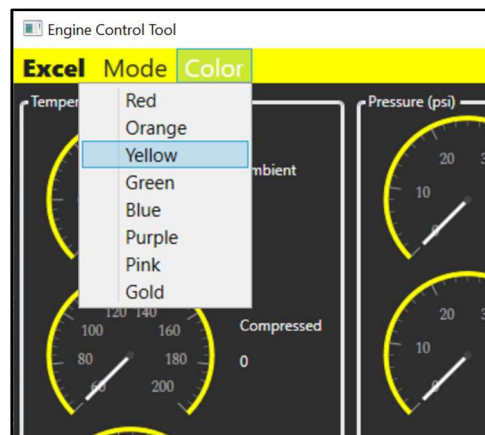 Engine Control Tool
Excel Mode Color
Temper
Pressure (psi)
Red
Orange
Yellow
Green
Blue
Purple
Pink
Gold
mbient
20
10
0
120 140
100 160
80 180
60 200
Compressed
0
20
10
0